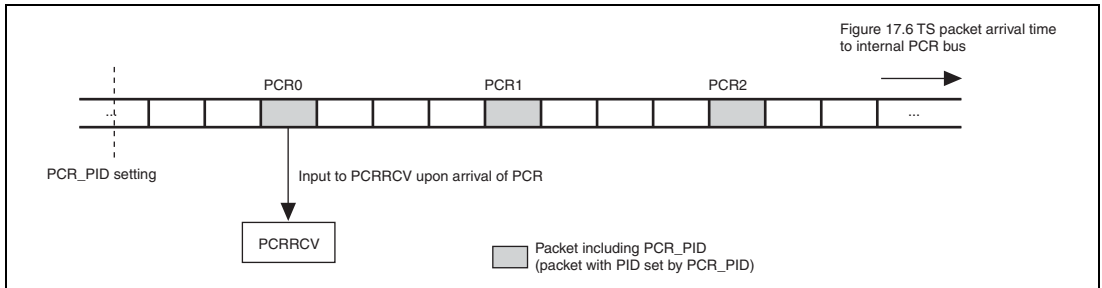 Figure 17.6 TS packet arrival time
to internal PCR bus
PCR0
PCR1
PCR2
...
...
PCR_PID setting
Input to PCRRCV upon arrival of PCR
PCRRCV
Packet including PCR_PID
(packet with PID set by PCR_PID)